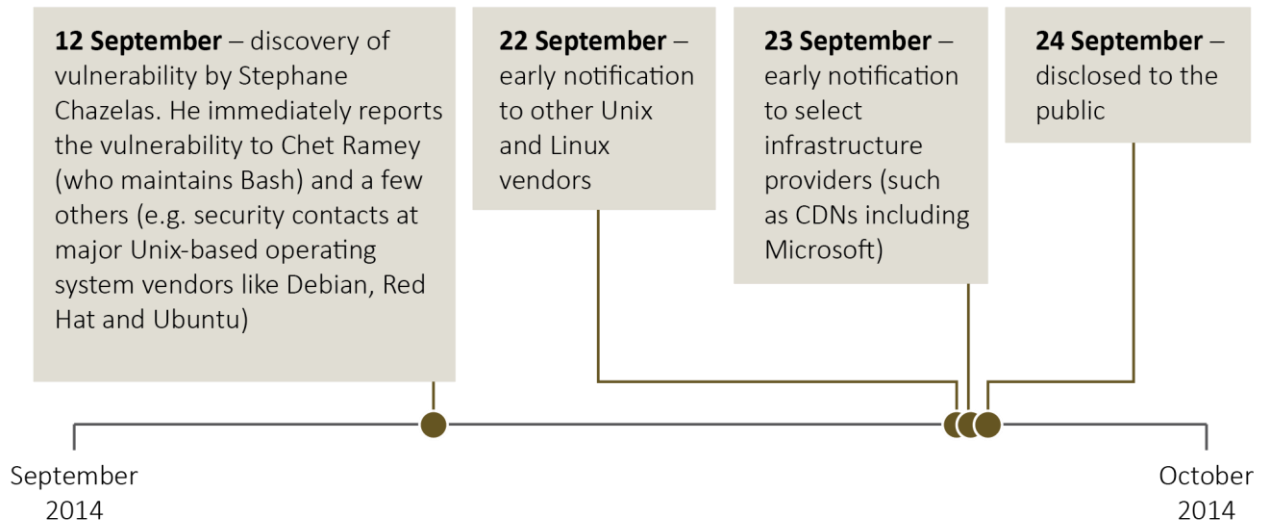 12 September – discovery of
vulnerability by Stephane
Chazelas. He immediately reports
the vulnerability to Chet Ramey
(who maintains Bash) and a few
others (e.g. security contacts at
major Unix-based operating
system vendors like Debian, Red
Hat and Ubuntu)
22 September –
early notification
to other Unix
and Linux
vendors
23 September –
early notification
to select
infrastructure
providers (such
as CDNs including
Microsoft)
24 September –
disclosed to the
public
September
2014
October
2014